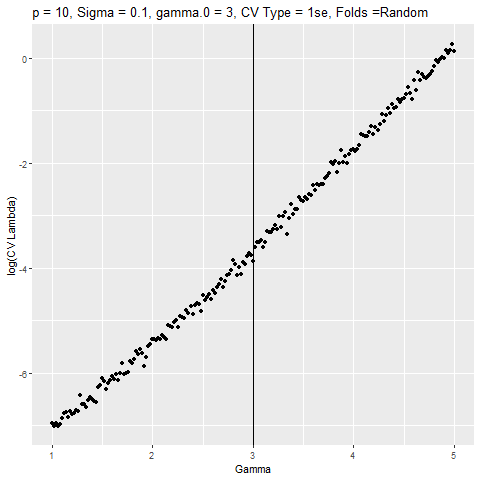 p = 10, Sigma = 0.1, gamma.0 = 3, CV Type = 1se, Folds =Random
log(CV Lambda)
0
-2
-4
-6
1 2 3 4 5
Gamma